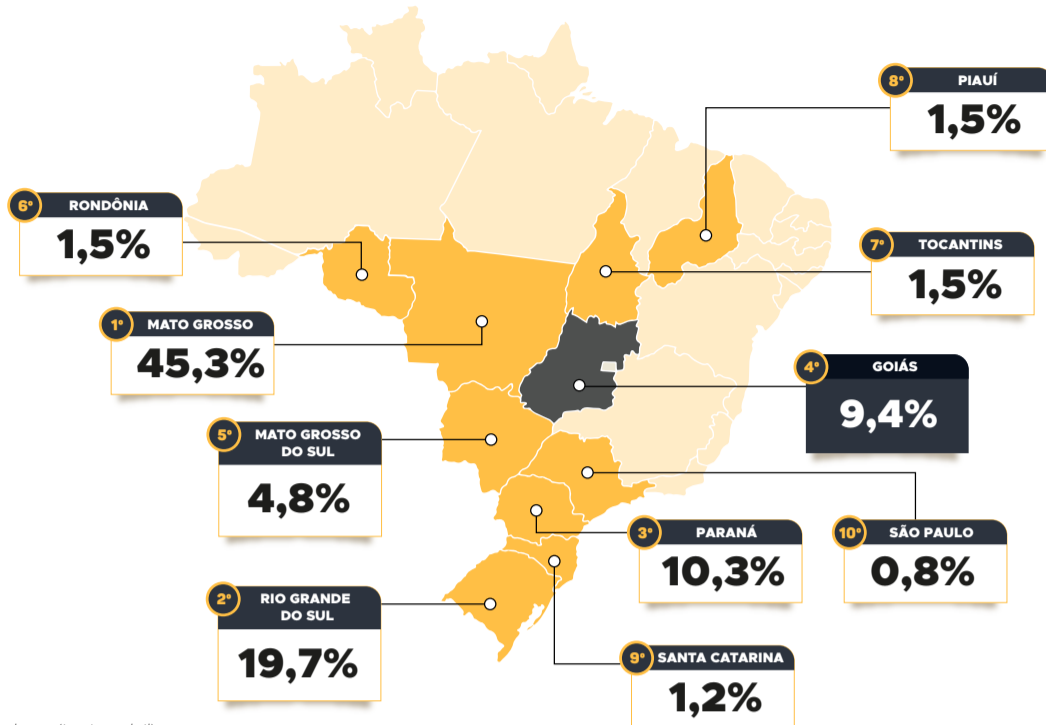 8º PIAUÍ
1,5%
6º RONDÔNIA
1,5%
7º TOCANTINS
1,5%
1º MATO GROSSO
45,3%
4º GOIÁS
9,4%
5º MATO GROSSO
DO SUL
4,8%
3º PARANÁ
10,3%
10º SÃO PAULO
0,8%
2º RIO GRANDE
DO SUL
19,7%
9º SANTA CATARINA
1,2%